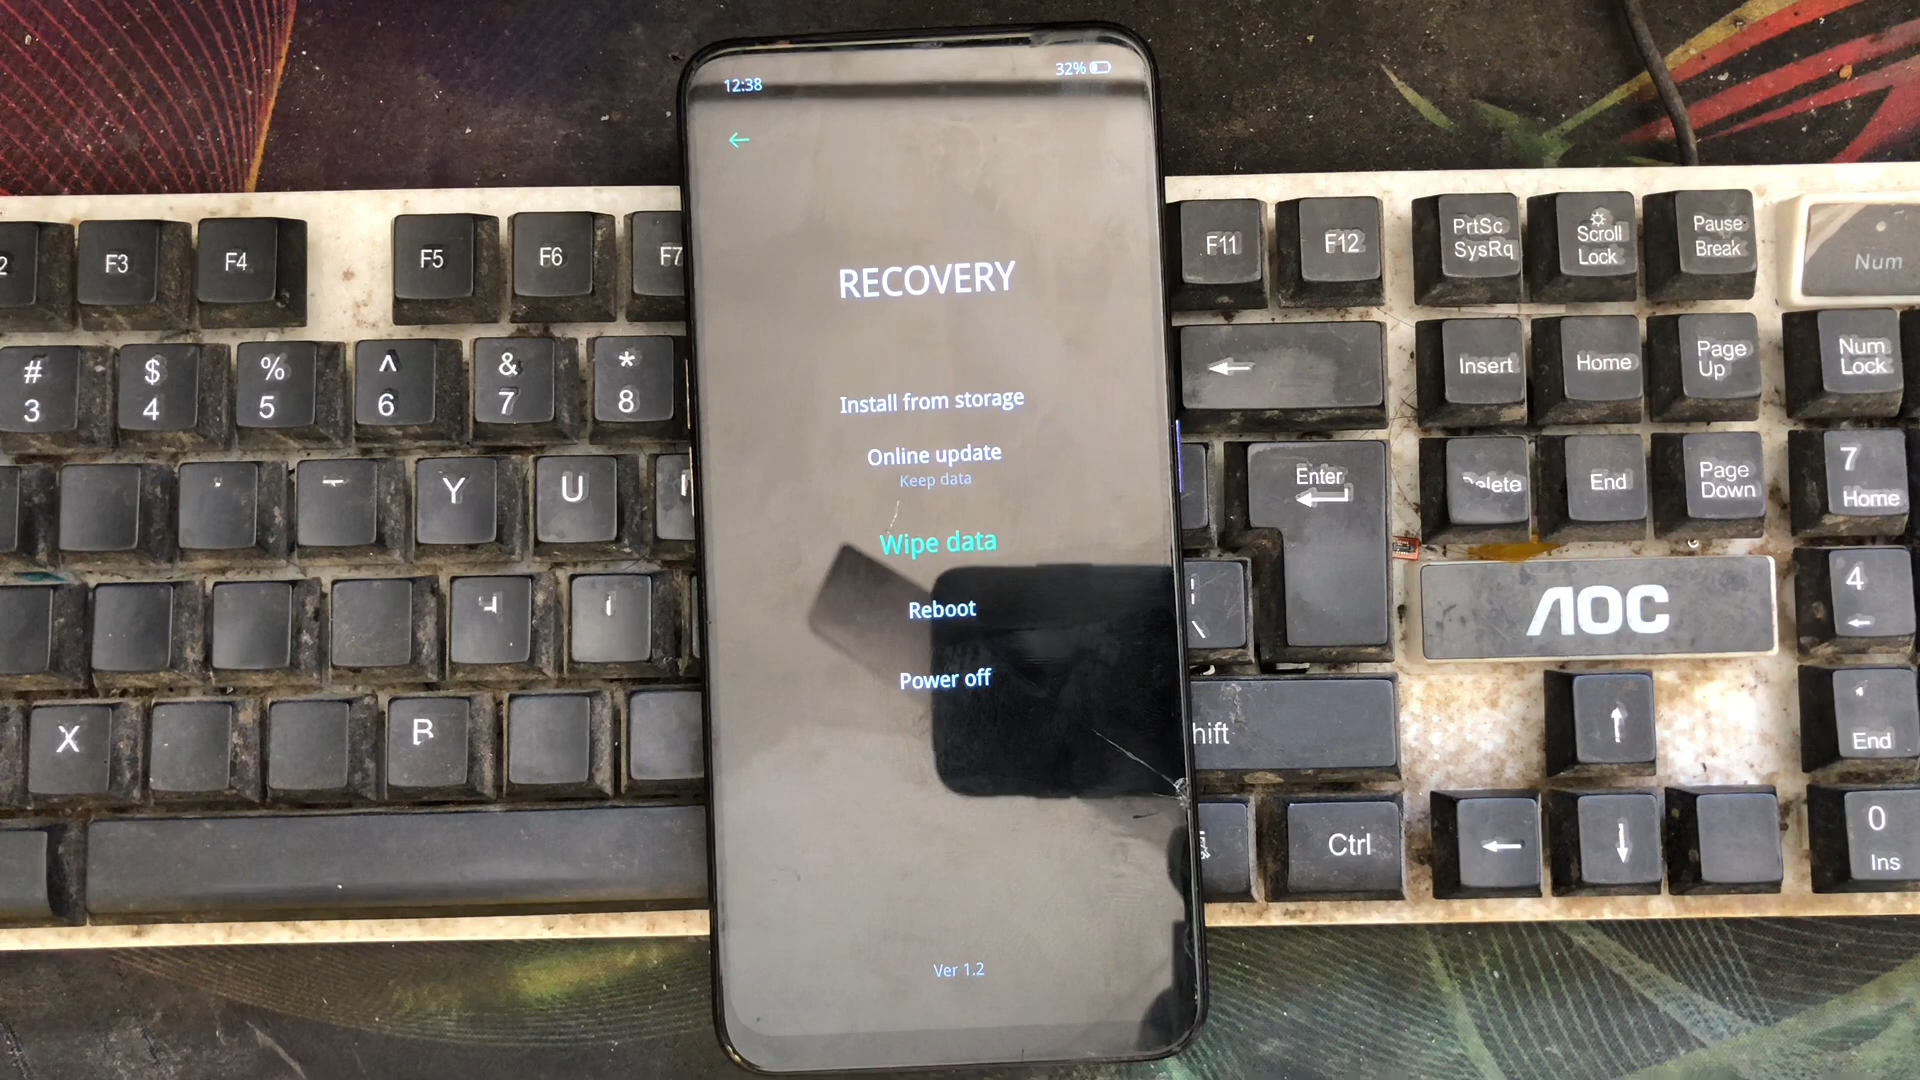 12:38
32%
RECOVERY
Install from storage
Online update
Keep data
Wipe data
Reboot
Power off
Ver 1.2
2
F3
F4
F5
F6
F7
F11
F12
PrtSc
SysRq
Scroll
Lock
Pause
Break
Num
#
3
$
4
%
5
^
6
&
7
*
8
Insert
Home
Page
Up
Num
Lock
Y
U
Enter
Delete
End
Page
Down
7
Home
AOC
4
X
B
hift
End
Ctrl
0
Ins